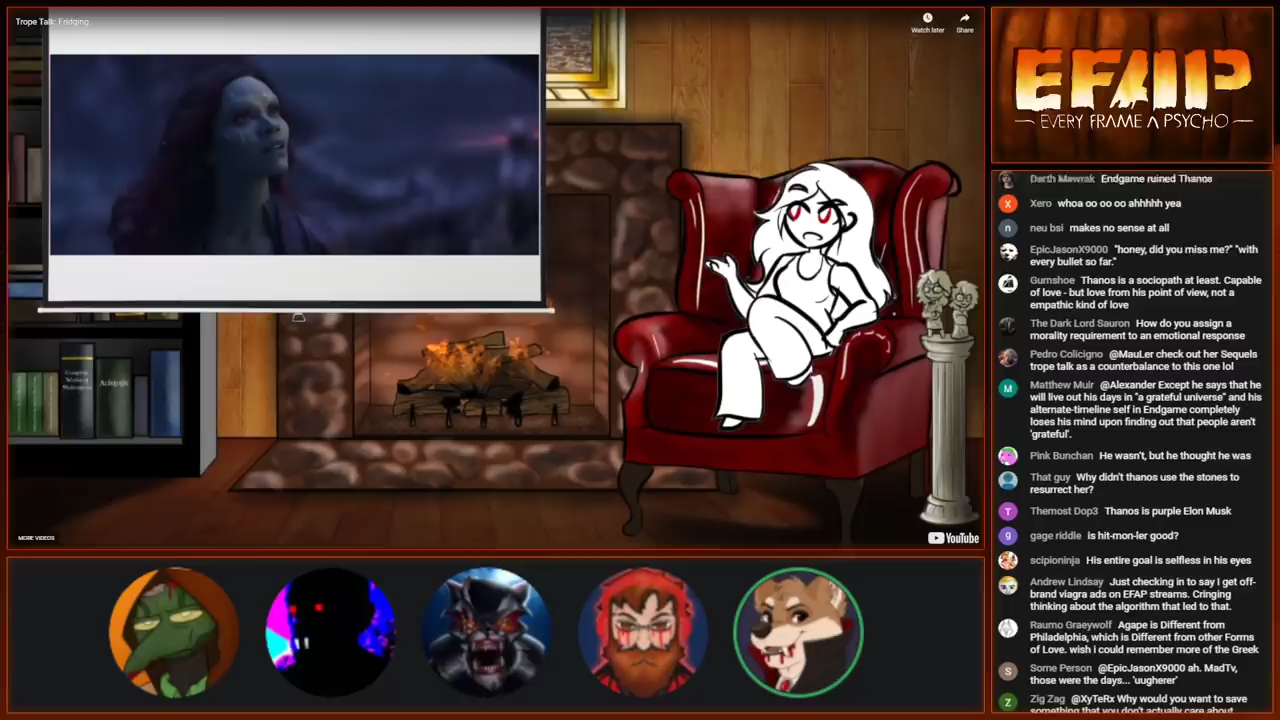 Trope Talk: Fridging
Watch later
Share
EFAP
EVERY FRAME A PSYCHO
Darth Mawrak Endgame ruined Thanos
X
Xero whoa oo oo oo ahhhhh yea
n
neu bsi makes no sense at all
EpicJasonX9000 "honey, did you miss me?" "with
every bullet so far."
Gumshoe Thanos is a sociopath at least. Capable
of love - but love from his point of view, not a
empathic kind of love
The Dark Lord Sauron How do you assign a
morality requirement to an emotional response
Pedro Colicigno @MauLer check out her Sequels
trope talk as a counterbalance to this one lol
M
Matthew Muir @Alexander Except he says that he
will live out his days in "a grateful universe" and his
alternate-timeline self in Endgame completely
loses his mind upon finding out that people aren't
'grateful'.
Pink Bunchan He wasn't, but he thought he was
That guy Why didn't thanos use the stones to
resurrect her?
T
Themost Dop3 Thanos is purple Elon Musk
g
gage riddle is hit-mon-ler good?
scipioninja His entire goal is selfless in his eyes
Andrew Lindsay Just checking in to say I get off-
brand viagra ads on EFAP streams. Cringing
thinking about the algorithm that led to that.
Raumo Graeywolf Agape is Different from
Philadelphia, which is Different from other Forms
of Love. wish i could remember more of the Greek
S
Some Person @EpicJasonX9000 ah. MadTv,
those were the days... 'uugherer'
Z
Zig Zag @XyTeRx Why would you want to save
something that you don't actually care about
MORE VIDEOS
YouTube